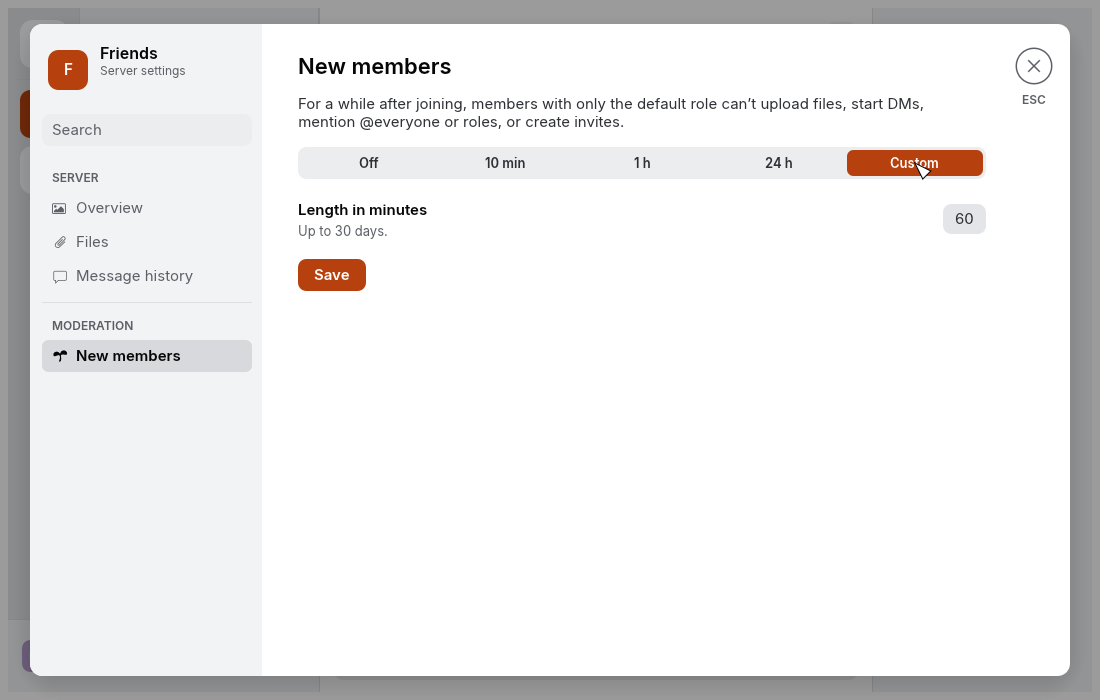 F
Friends
Server settings
Search
SERVER
Overview
Files
Message history
MODERATION
New members
New members
For a while after joining, members with only the default role can’t upload files, start DMs,
mention @everyone or roles, or create invites.
Off
10 min
1 h
24 h
Custom
Length in minutes
Up to 30 days.
60
Save
ESC